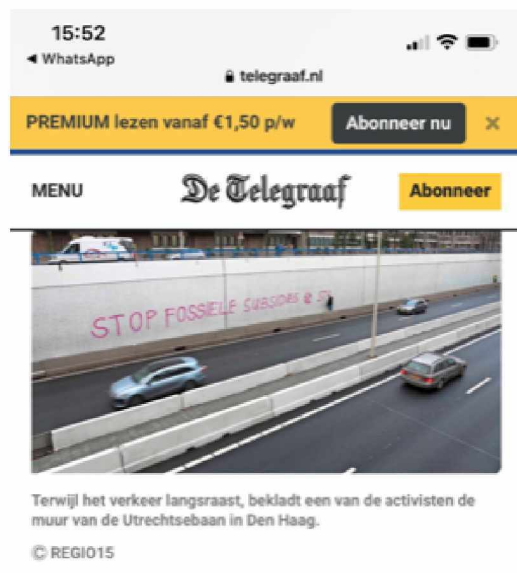 15:52
◀ WhatsApp
telegraaf.nl
PREMIUM lezen vanaf €1,50 p/w
Abonneer nu
×
MENU
De Telegraaf
Abonneer
STOP FOSSIELE SUBSIDIES @
Terwijl het verkeer langsraast, bekladt een van de activisten de
muur van de Utrechtsebaan in Den Haag.
© REGIO15